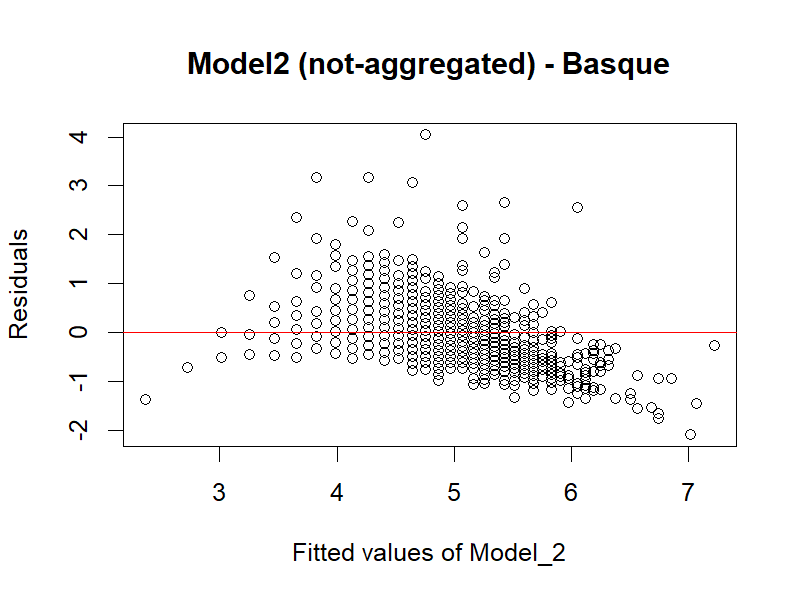 Model2 (not-aggregated) - Basque
4
3
2
1
0
-1
-2
Residuals
3 4 5 6 7
Fitted values of Model_2